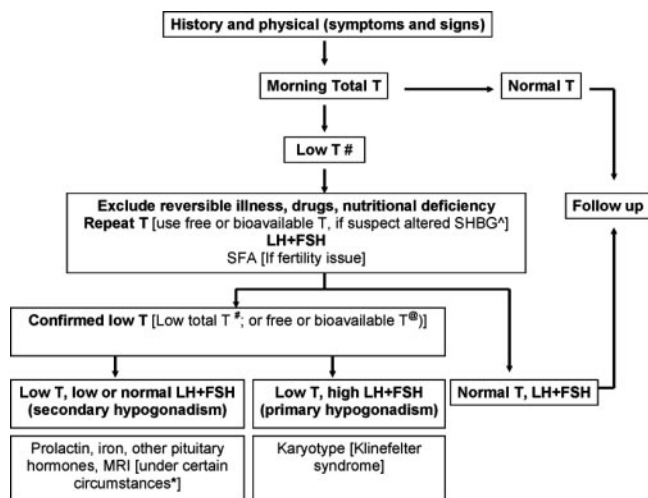 History and physical (symptoms and signs)
Morning Total T
Normal T
Low T #
Exclude reversible illness, drugs, nutritional deficiency
Repeat T [use free or bioavailable T, if suspect altered SHBG^]
LH+FSH
SFA [If fertility issue]
Follow up
Confirmed low T [Low total T #; or free or bioavailable T@)]
Low T, low or normal LH+FSH
(secondary hypogonadism)
Low T, high LH+FSH
(primary hypogonadism)
Normal T, LH+FSH
Prolactin, iron, other pituitary
hormones, MRI [under certain
circumstances*]
Karyotype [Klinefelter
syndrome]